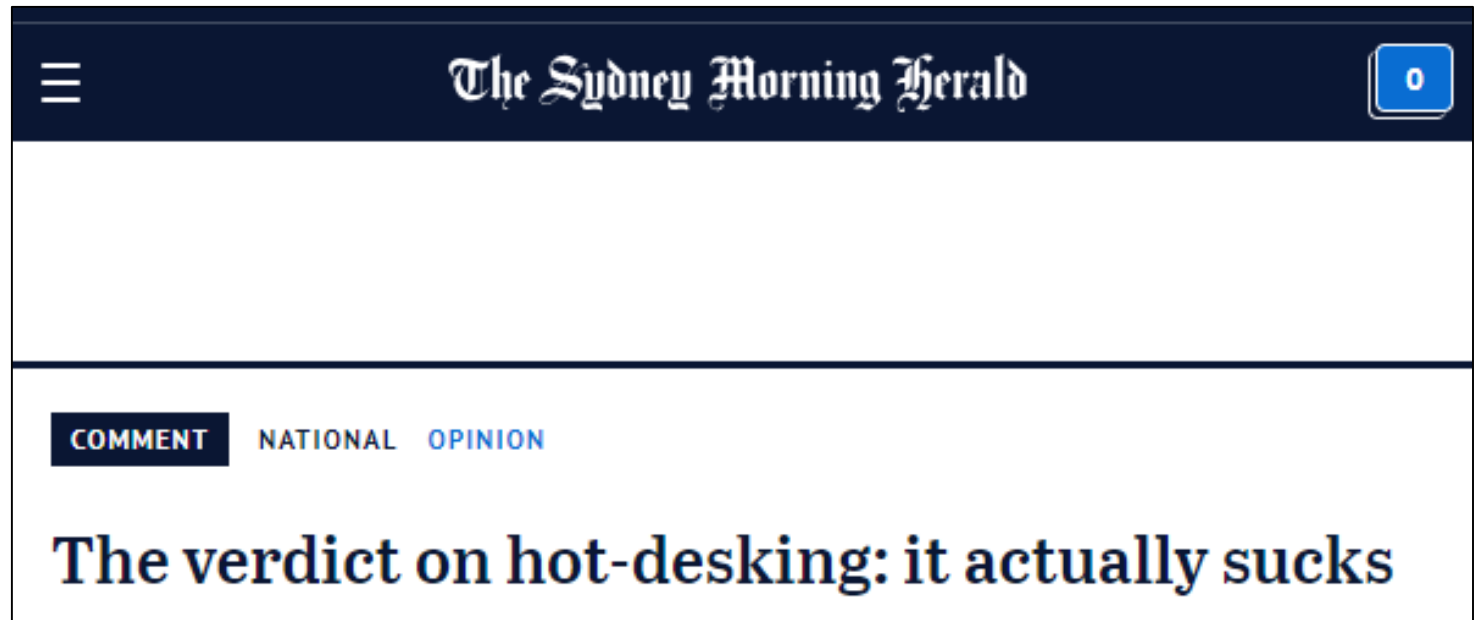 The Sydney Morning Herald
0
COMMENT NATIONAL OPINION
The verdict on hot-desking: it actually sucks